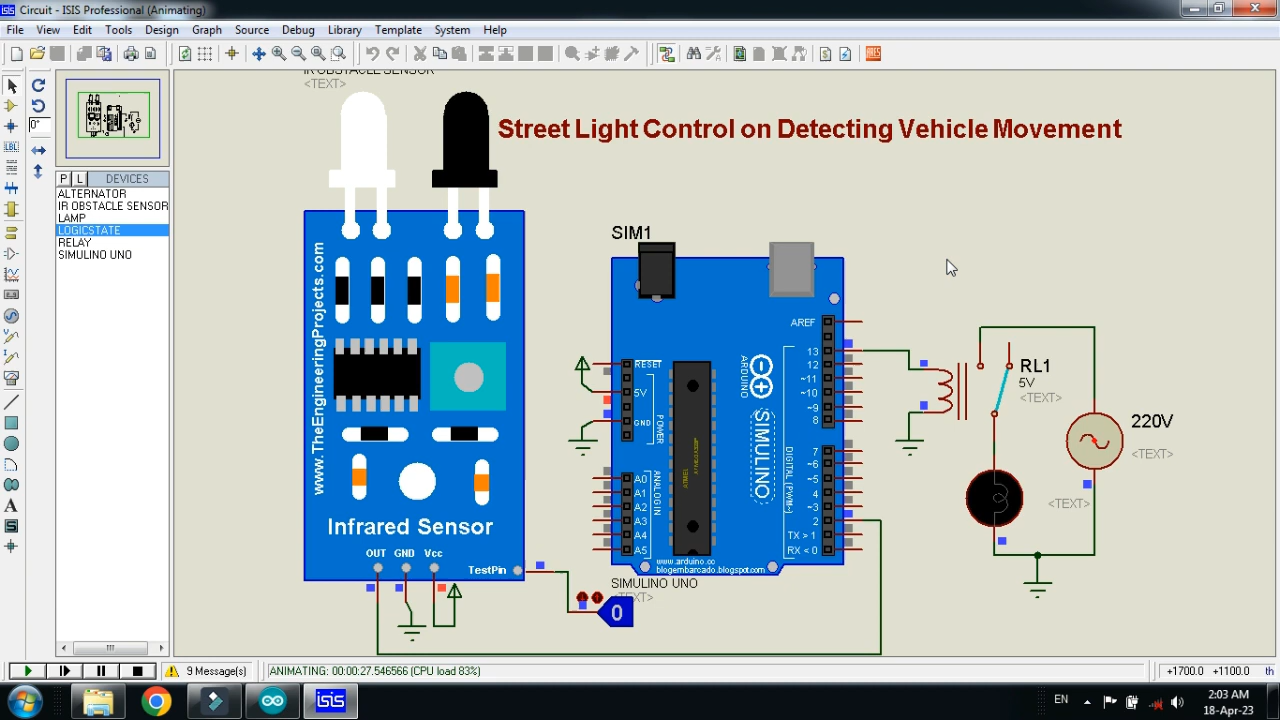 Circuit - ISIS Professional (Animating)
File View Edit Tools Design Graph Source Debug Library Template System Help
0°
P L DEVICES
ALTERNATOR
IR OBSTACLE SENSOR
LAMP
LOGICSTATE
RELAY
SIMULINO UNO
IR OBSTACLE SENSOR
<TEXT>
Street Light Control on Detecting Vehicle Movement
www.TheEngineeringProjects.com
Infrared Sensor
OUT GND Vcc
TestPin
0
SIM1
RESET
5V
GND
POWER
A0
A1
A2
A3
A4
A5
ANALOG IN
ATMEL
ARDUINO
SIMULINO
AREF
13
12
~11
~10
~9
8
7
~6
~5
4
~3
2
TX > 1
RX < 0
DIGITAL (PWM~)
www.arduino.cc
blogembarcado.blogspot.com
SIMULINO UNO
<TEXT>
RL1
5V
<TEXT>
220V
<TEXT>
<TEXT>
9 Message(s)
ANIMATING: 00:00:27.546566 (CPU load 83%)
+1700.0 +1100.0 th
isis
EN
2:03 AM
18-Apr-23